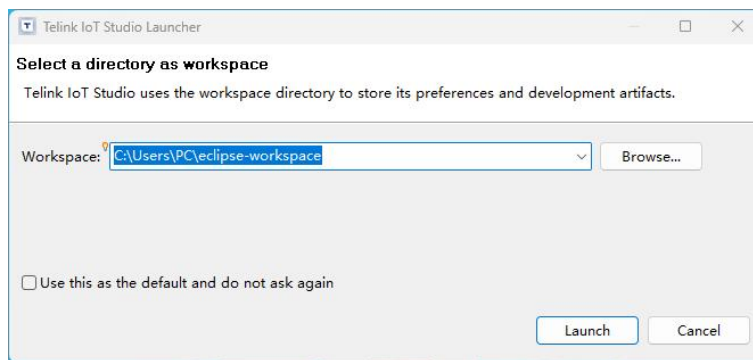 Telink IoT Studio Launcher
Select a directory as workspace
Telink IoT Studio uses the workspace directory to store its preferences and development artifacts.
Workspace: C:\Users\PC\eclipse-workspace Browse...
Use this as the default and do not ask again
Launch Cancel